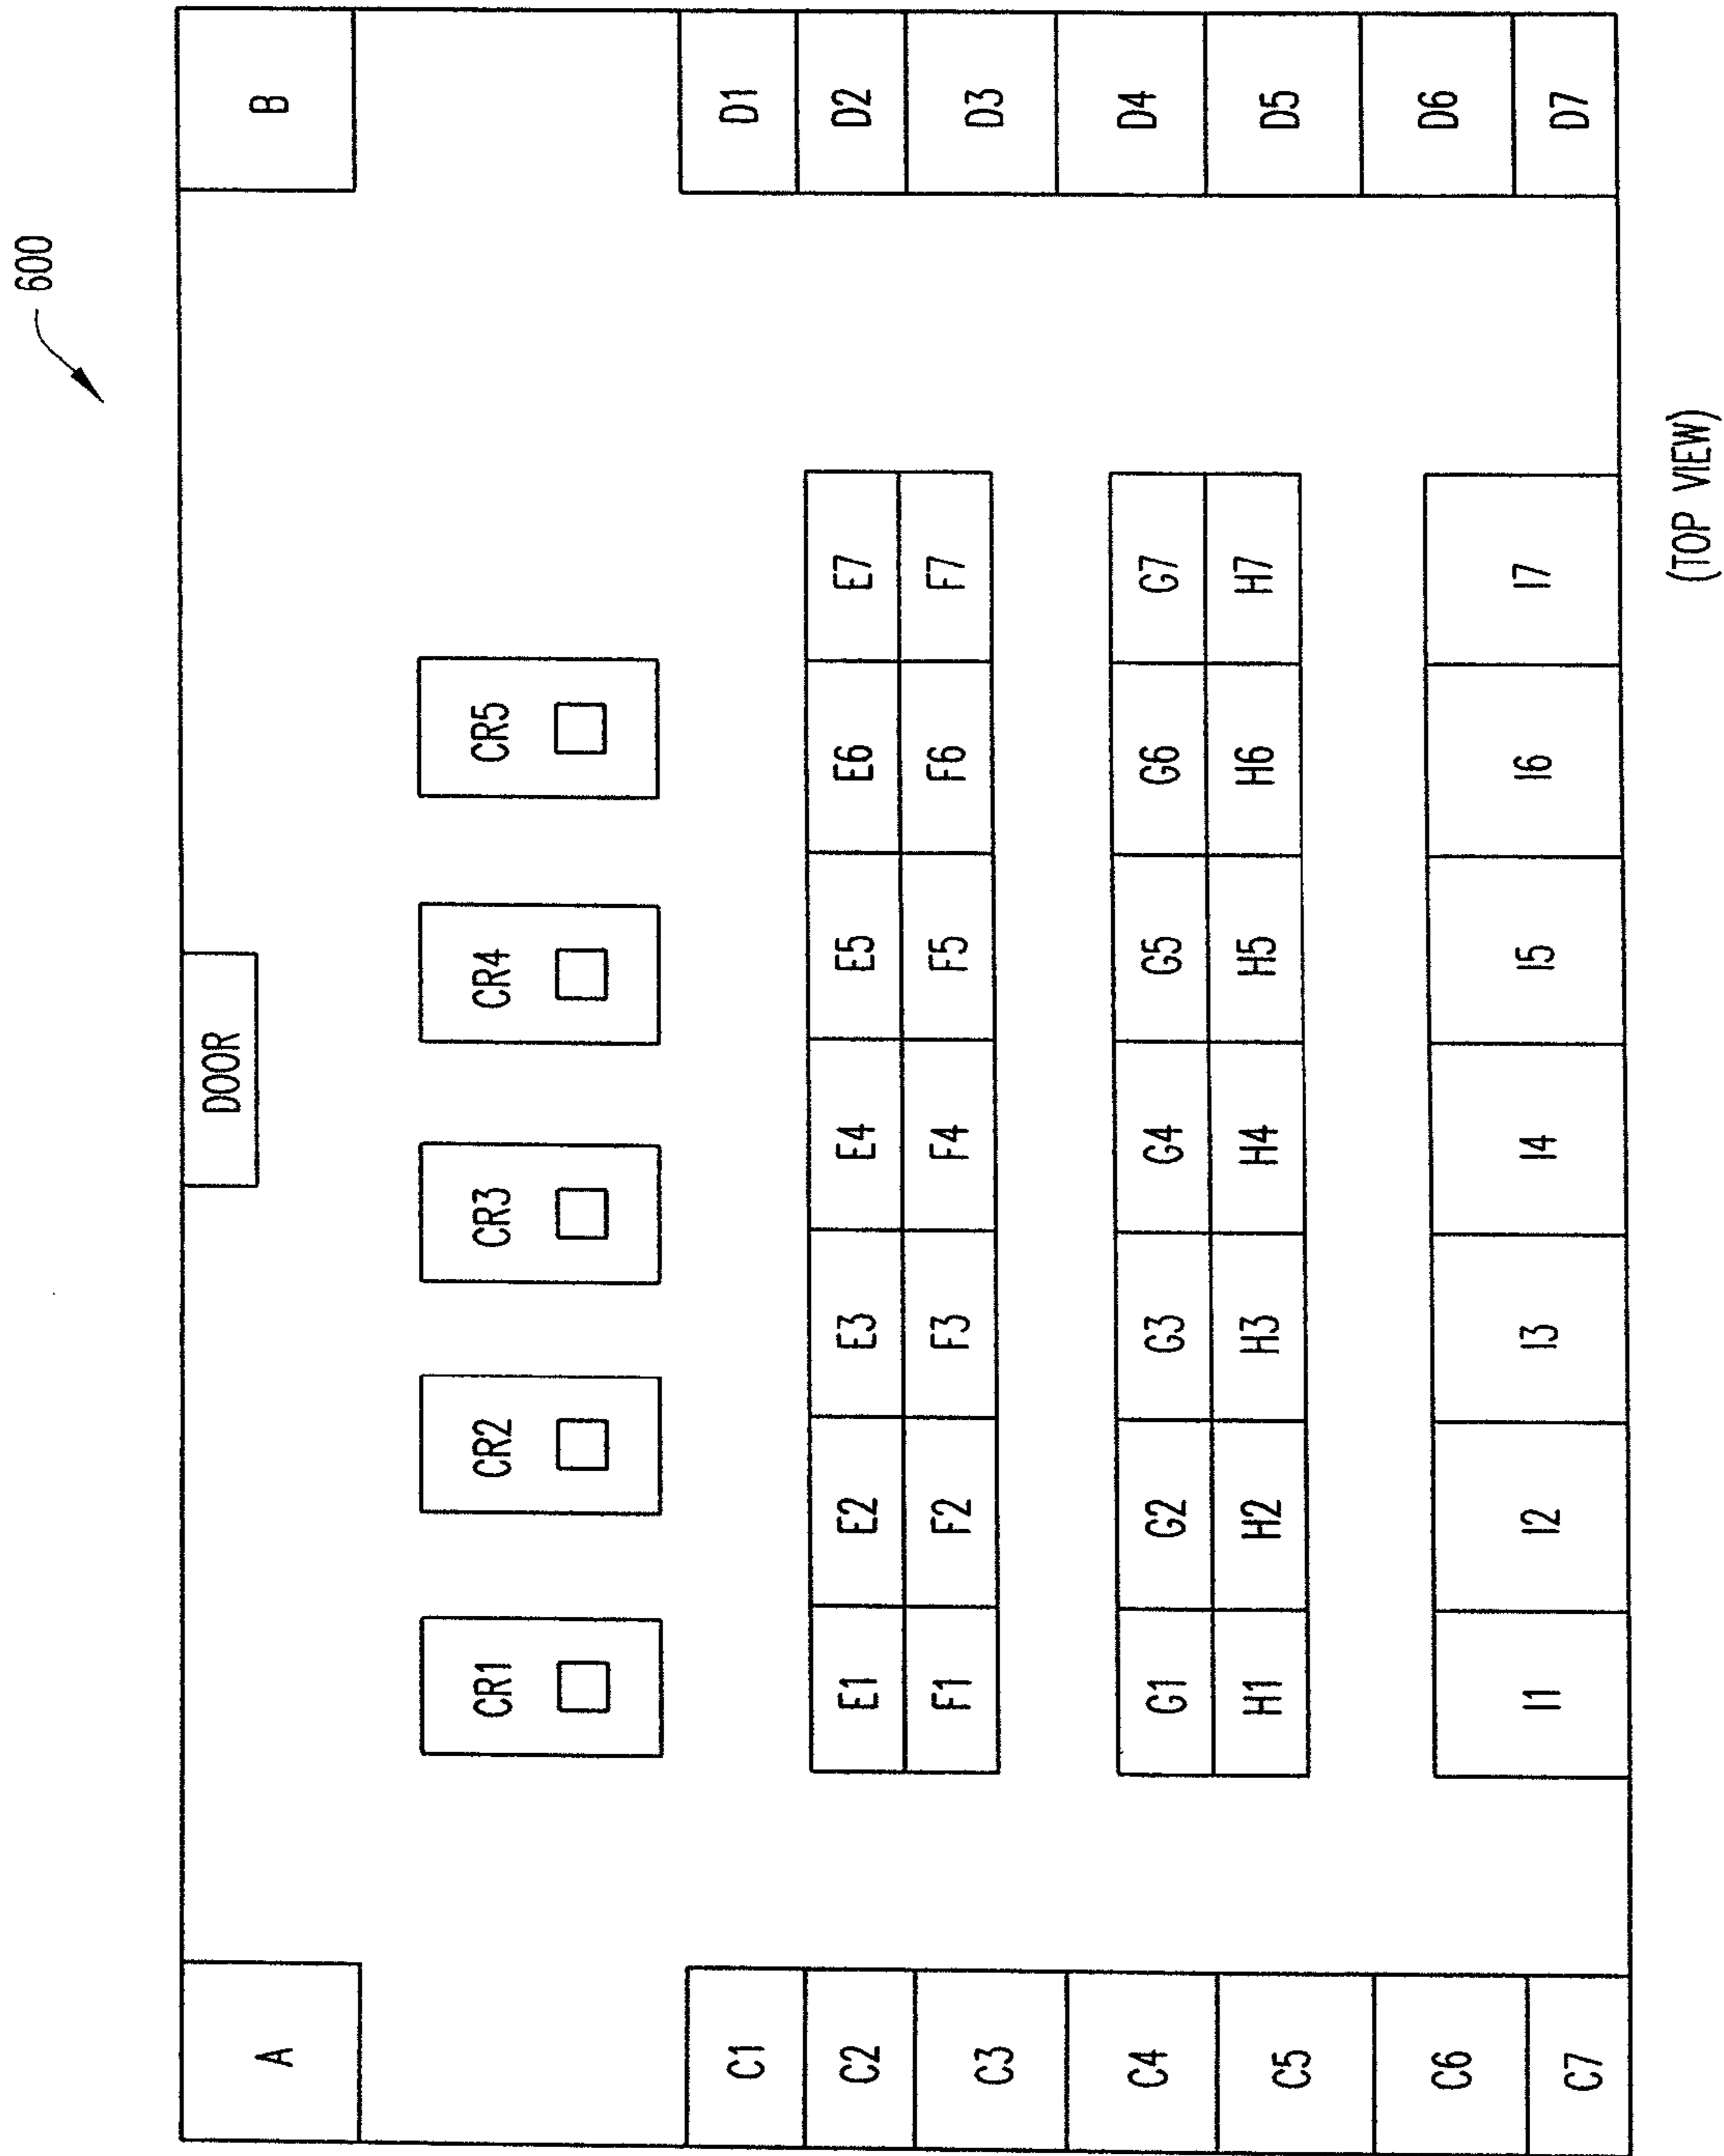 600
DOOR
A B
CR1 CR2 CR3 CR4 CR5
C1 D1
C2 E1 E2 E3 E4 E5 E6 E7 D2
C3 F1 F2 F3 F4 F5 F6 F7 D3
C4 G1 G2 G3 G4 G5 G6 G7 D4
C5 H1 H2 H3 H4 H5 H6 H7 D5
C6 D6
I1 I2 I3 I4 I5 I6 I7
C7 D7
(TOP VIEW)